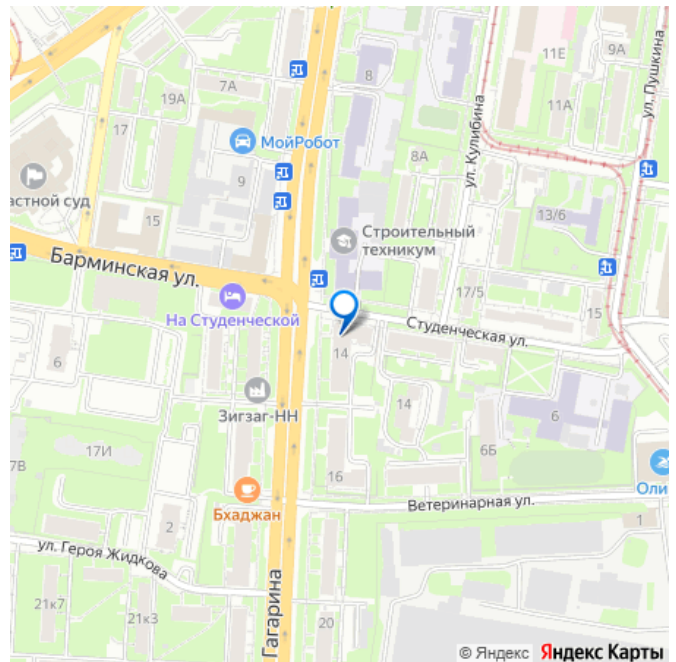 11Е
9А
7А
8
19А
11А
ул. Пушкина
ул. Кулибина
17
МойРобот
8А
9
астной суд
15
13/6
Строительный
техникум
Барминская ул.
17/5
15
На Студенческой
Студенческая ул.
6
14
Зигзаг-НН
14
6
17И
6Б
7В
16
Оли
Бхаджан
Ветеринарная ул.
2
1
ул. Героя Жидкова
Гагарина
21к7
21к3
20
© Яндекс Яндекс Карты